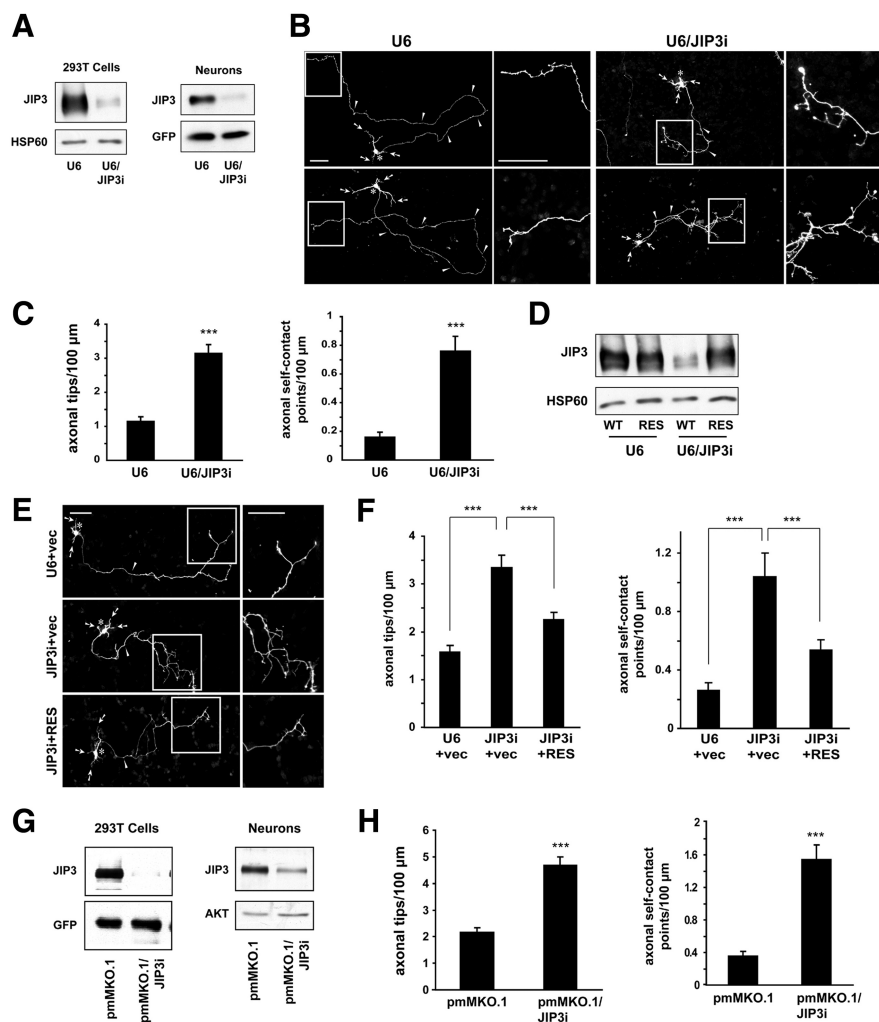 A
293T Cells
JIP3
HSP60
U6
U6/
JIP3i
Neurons
JIP3
GFP
U6
U6/
JIP3i
B
U6
U6/JIP3i
*
*
*
*
C
axonal tips/100 µm
4
3
2
1
0
***
U6
U6/JIP3i
axonal self-contact
points/100 µm
1
0.8
0.6
0.4
0.2
0
***
U6
U6/JIP3i
D
JIP3
HSP60
WT
RES
WT
RES
U6
U6/JIP3i
E
U6+vec
JIP3i+vec
JIP3i+RES
*
*
*
F
axonal tips/100 µm
4
3
2
1
0
***
***
U6
+vec
JIP3i
+vec
JIP3i
+RES
axonal self-contact
points/100 µm
1.2
0.8
0.4
0
***
***
U6
+vec
JIP3i
+vec
JIP3i
+RES
G
293T Cells
JIP3
GFP
pmMKO.1
pmMKO.1/
JIP3i
Neurons
JIP3
AKT
pmMKO.1
pmMKO.1/
JIP3i
H
axonal tips/100 µm
6
5
4
3
2
1
0
***
pmMKO.1
pmMKO.1/
JIP3i
axonal self-contact
points/100 µm
2
1.6
1.2
0.8
0.4
0
***
pmMKO.1
pmMKO.1/
JIP3i